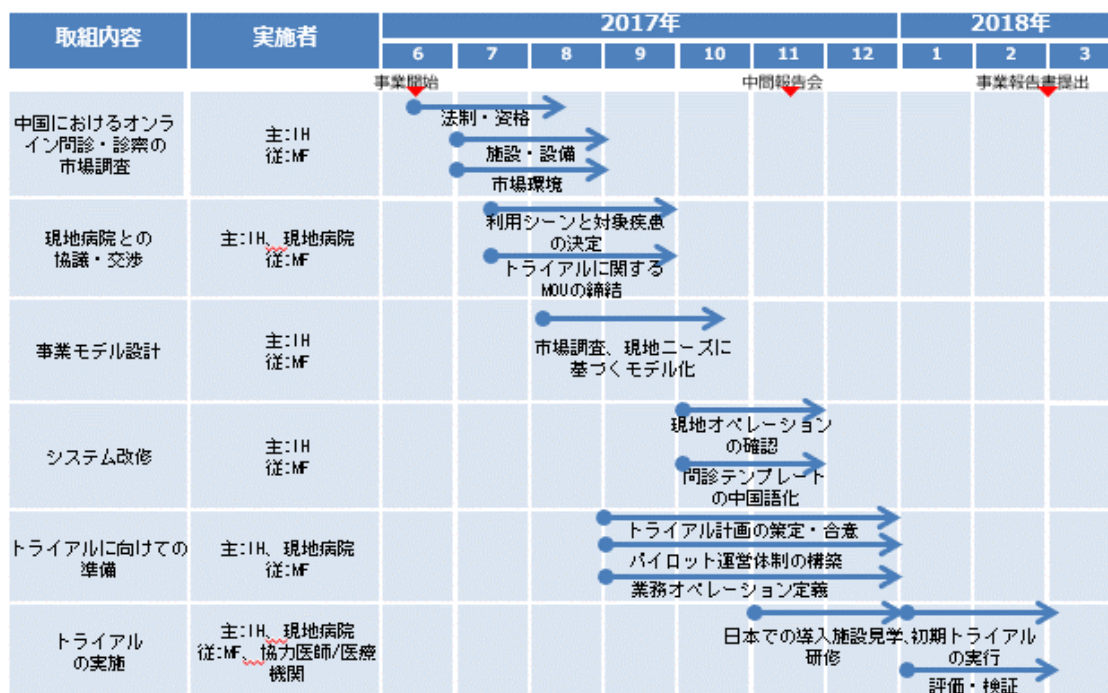 取組内容
実施者
2017年
2018年
6 7 8 9 10 11 12 1 2 3
事業開始
中間報告会
事業報告書提出
中国におけるオンラ
イン問診・診察の
市場調査
主:IH
従:MF
法制・資格
施設・設備
市場環境
現地病院との
協議・交渉
主:IH、現地病院
従:MF
利用シーンと対象疾患
の決定
トライアルに関する
MOUの締結
事業モデル設計
主:IH
従:MF
市場調査、現地ニーズに
基づくモデル化
システム改修
主:IH
従:MF
現地オペレーション
の確認
問診テンプレート
の中国語化
トライアルに向けての
準備
主:IH、現地病院
従:MF
トライアル計画の策定・合意
パイロット運営体制の構築
業務オペレーション定義
トライアル
の実施
主:IH、現地病院
従:MF、協力医師/医療
機関
日本での導入施設見学、
研修
初期トライアル
の実行
評価・検証